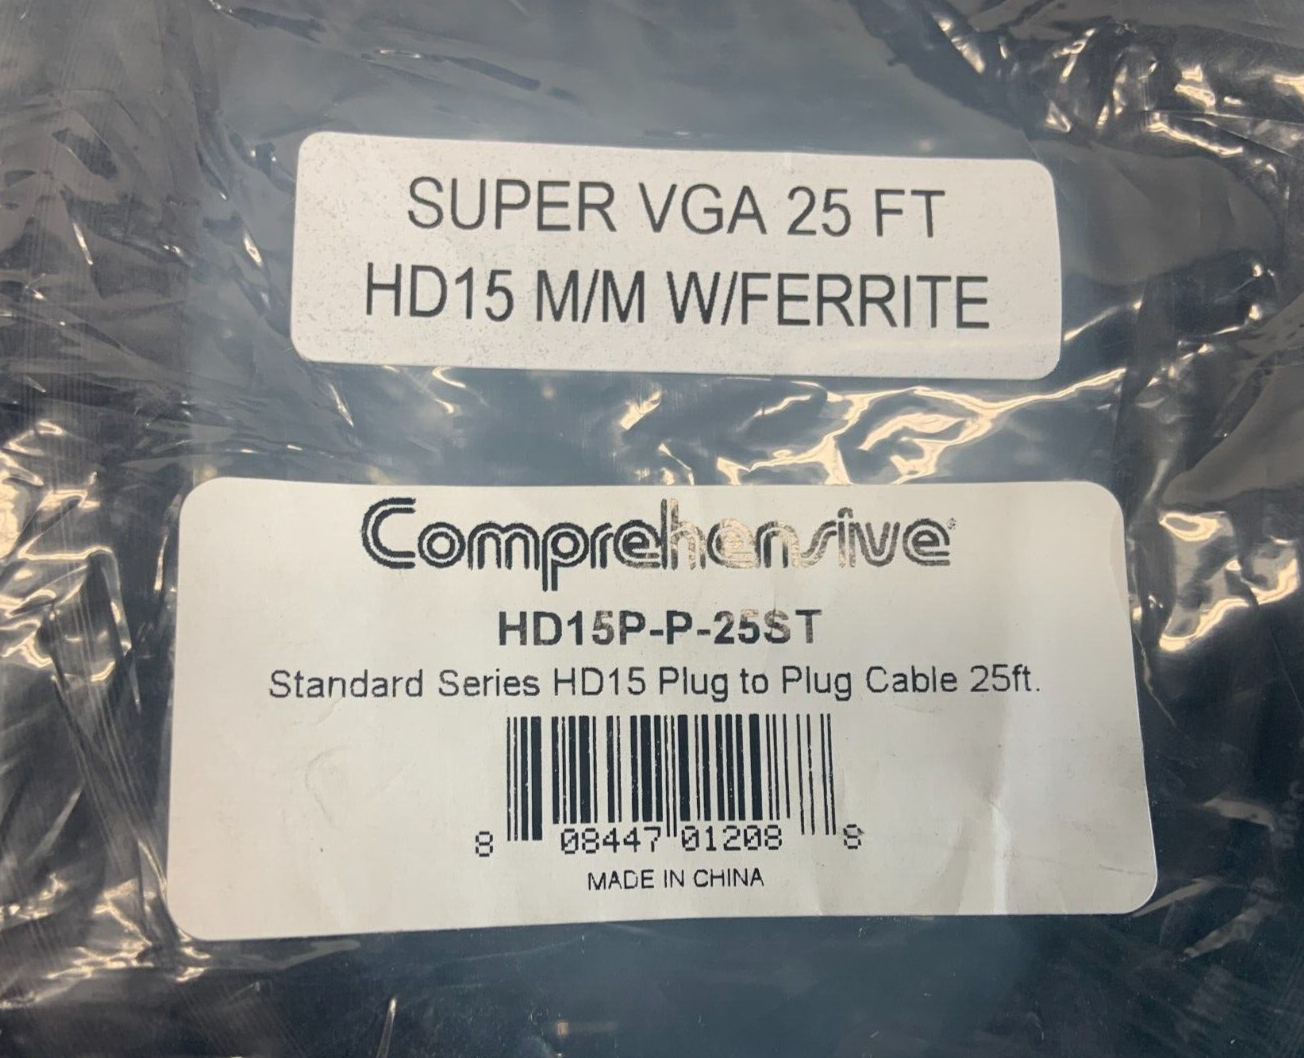 SUPER VGA 25 FT
HD15 M/M W/FERRITE
Comprehensive
HD15P-P-25ST
Standard Series HD15 Plug to Plug Cable 25ft.
8 08447 01208 8
MADE IN CHINA